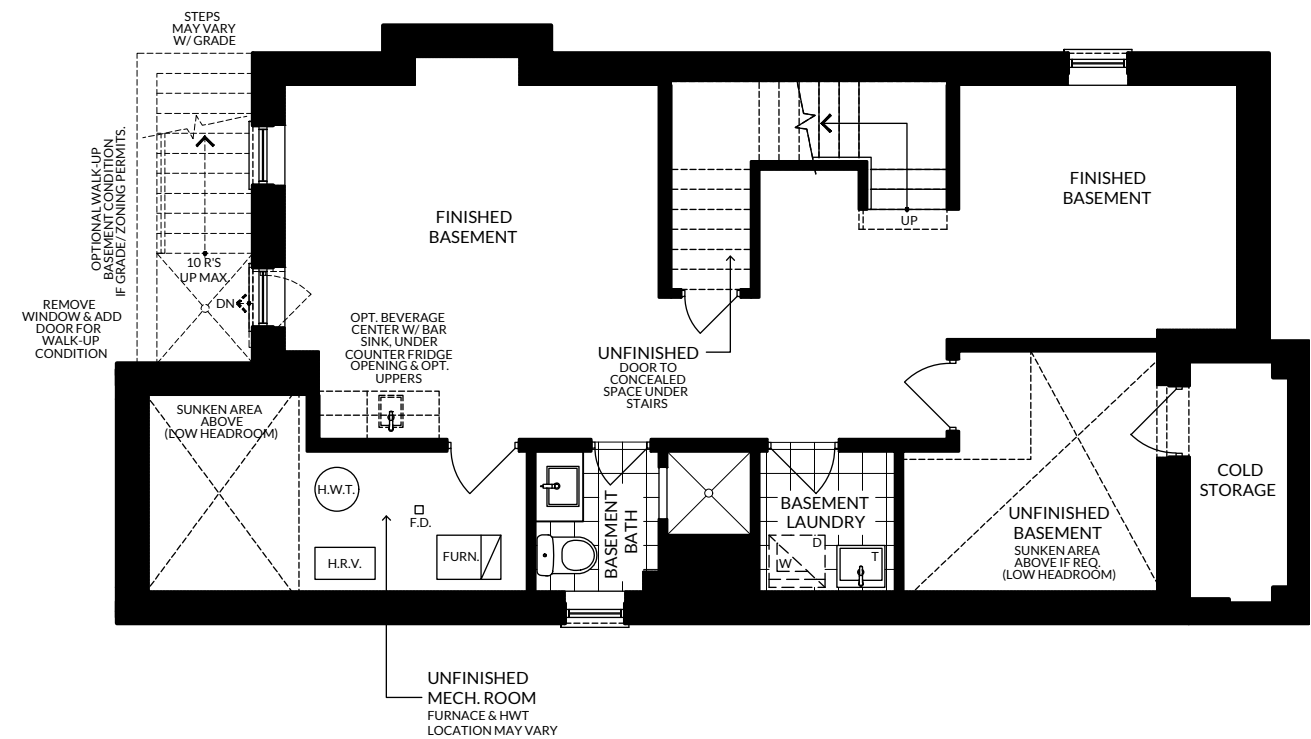 STEPS
MAY VARY
W/ GRADE
OPTIONAL WALK-UP
BASEMENT CONDITION
IF GRADE/ ZONING PERMITS.
10 R'S
UP MAX.
DN
REMOVE
WINDOW & ADD
DOOR FOR
WALK-UP
CONDITION
FINISHED
BASEMENT
OPT. BEVERAGE
CENTER W/ BAR
SINK, UNDER
COUNTER FRIDGE
OPENING & OPT.
UPPERS
UP
FINISHED
BASEMENT
UNFINISHED
DOOR TO
CONCEALED
SPACE UNDER
STAIRS
SUNKEN AREA
ABOVE
(LOW HEADROOM)
H.W.T.
F.D.
H.R.V.
FURN.
BASEMENT
BATH
BASEMENT
LAUNDRY
D
W
T
UNFINISHED
BASEMENT
SUNKEN AREA
ABOVE IF REQ.
(LOW HEADROOM)
COLD
STORAGE
UNFINISHED
MECH. ROOM
FURNACE & HWT
LOCATION MAY VARY